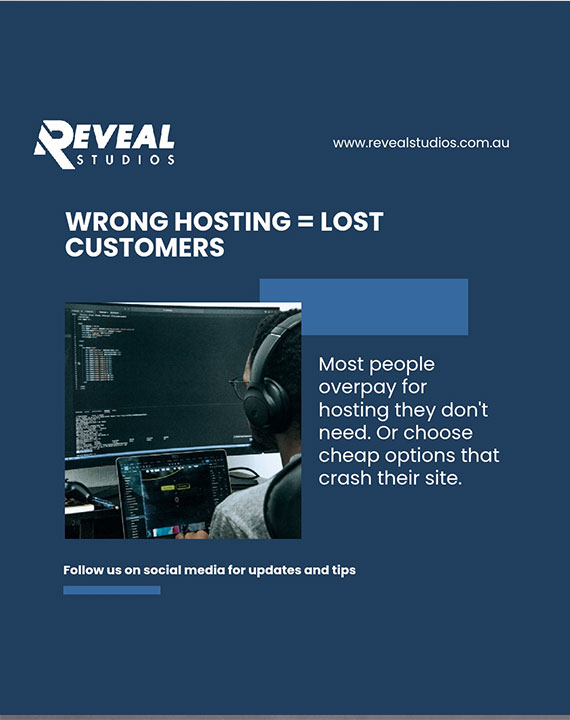 REVEAL
STUDIOS
www.revealstudios.com.au
WRONG HOSTING = LOST
CUSTOMERS
Most people
overpay for
hosting they don't
need. Or choose
cheap options that
crash their site.
Follow us on social media for updates and tips